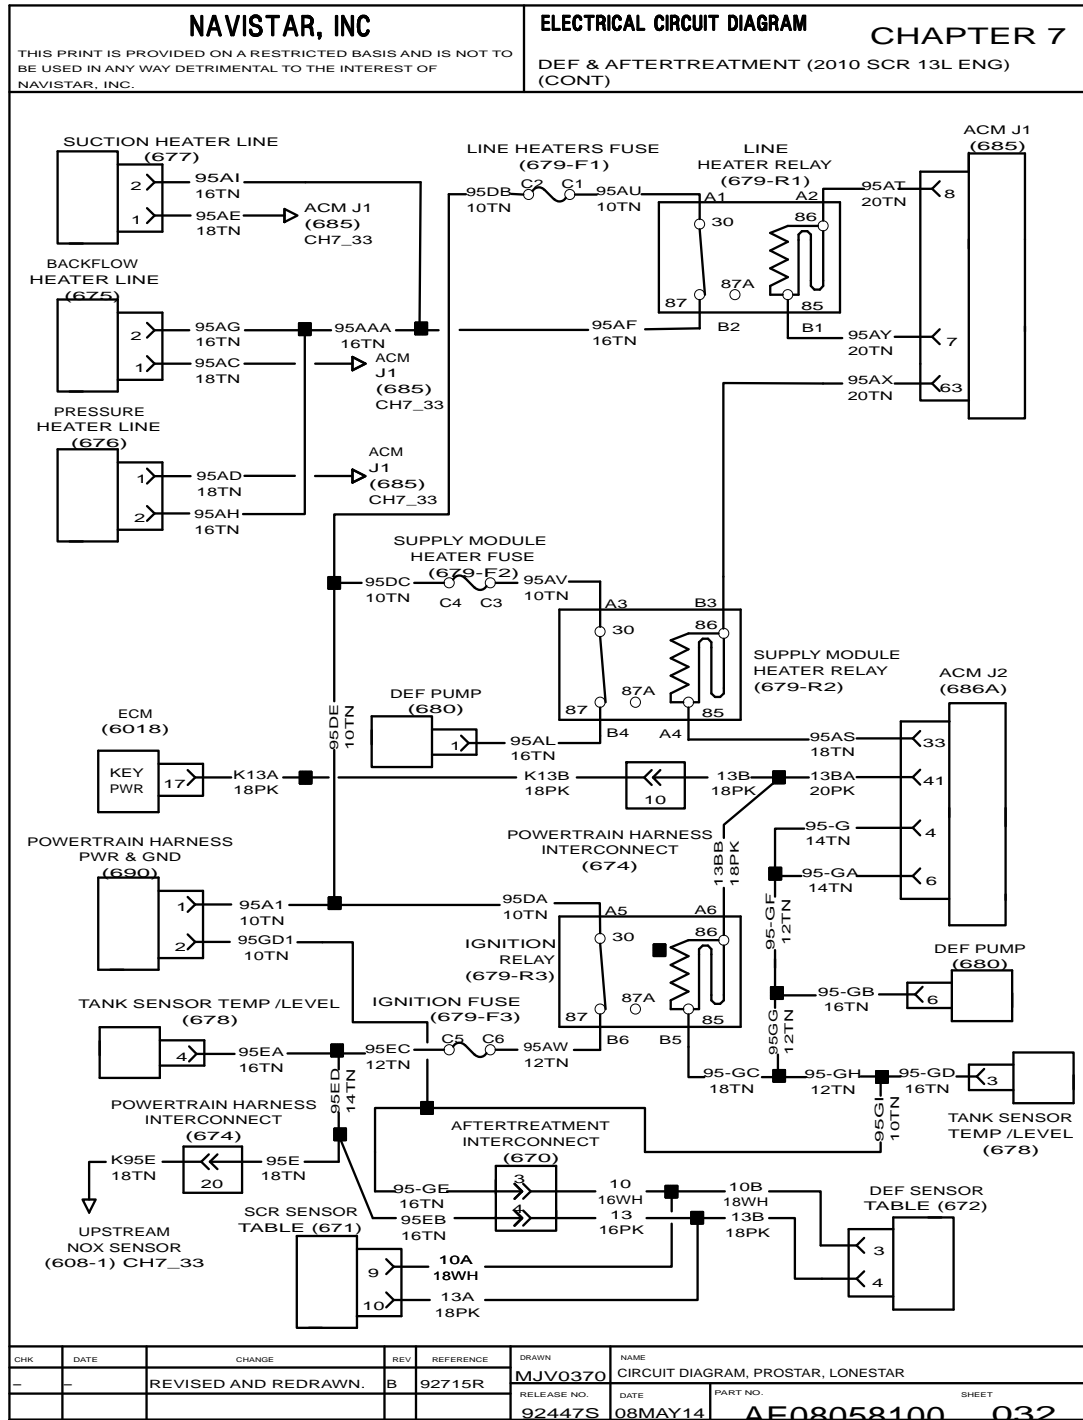 NAVISTAR, INC
THIS PRINT IS PROVIDED ON A RESTRICTED BASIS AND IS NOT TO
BE USED IN ANY WAY DETRIMENTAL TO THE INTEREST OF
NAVISTAR, INC.
ELECTRICAL CIRCUIT DIAGRAM
CHAPTER 7
DEF & AFTERTREATMENT (2010 SCR 13L ENG)
(CONT)
SUCTION HEATER LINE
(677)
2
95AI
16TN
1
95AE
18TN
ACM J1
(685)
CH7_33
LINE HEATERS FUSE
(679-F1)
95DB
10TN
C2
C1
95AU
10TN
LINE
HEATER RELAY
(679-R1)
A1
A2
30
86
87
87A
85
B2
B1
95AT
20TN
ACM J1
(685)
8
95AY
20TN
7
95AX
20TN
63
BACKFLOW
HEATER LINE
(675)
2
95AG
16TN
95AAA
16TN
95AF
16TN
1
95AC
18TN
ACM
J1
(685)
CH7_33
PRESSURE
HEATER LINE
(676)
1
95AD
18TN
ACM
J1
(685)
CH7_33
2
95AH
16TN
SUPPLY MODULE
HEATER FUSE
(679-F2)
95DC
10TN
C4
C3
95AV
10TN
A3
B3
30
86
87
87A
85
B4
A4
SUPPLY MODULE
HEATER RELAY
(679-R2)
DEF PUMP
(680)
1
95AL
16TN
95DE
10TN
ECM
(6018)
KEY
PWR
17
K13A
18PK
K13B
18PK
10
13B
18PK
13BA
20PK
POWERTRAIN HARNESS
INTERCONNECT
(674)
ACM J2
(686A)
95AS
18TN
33
41
95-G
14TN
4
95-GA
14TN
6
13BB
18PK
95-GF
12TN
POWERTRAIN HARNESS
PWR & GND
(690)
1
95A1
10TN
2
95GD1
10TN
95DA
10TN
IGNITION
RELAY
(679-R3)
A5
A6
30
86
87
87A
85
B6
B5
DEF PUMP
(680)
95-GB
16TN
6
95GG
12TN
TANK SENSOR TEMP /LEVEL
(678)
4
95EA
16TN
IGNITION FUSE
(679-F3)
95EC
12TN
C5
C6
95AW
12TN
95ED
14TN
95-GC
18TN
95-GH
12TN
95-GD
16TN
3
95GI
10TN
TANK SENSOR
TEMP /LEVEL
(678)
POWERTRAIN HARNESS
INTERCONNECT
(674)
K95E
18TN
20
95E
18TN
UPSTREAM
NOX SENSOR
(608-1) CH7_33
AFTERTREATMENT
INTERCONNECT
(670)
95-GE
16TN
3
10
16WH
10B
18WH
95EB
16TN
4
13
16PK
13B
18PK
SCR SENSOR
TABLE (671)
9
10A
18WH
10
13A
18PK
DEF SENSOR
TABLE (672)
3
4
CHK DATE CHANGE REV REFERENCE
– – REVISED AND REDRAWN. B 92715R
DRAWN
MJV0370
NAME
CIRCUIT DIAGRAM, PROSTAR, LONESTAR
RELEASE NO.
92447S
DATE
08MAY14
PART NO.
AE08058100
SHEET
032